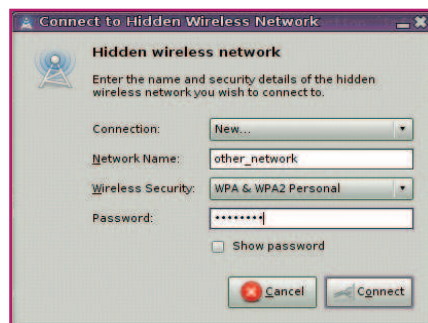 Connect to Hidden Wireless Network
Hidden wireless network
Enter the name and security details of the hidden
wireless network you wish to connect to.
Connection: New...
Network Name: other_network
Wireless Security: WPA & WPA2 Personal
Password: ••••••••
Show password
Cancel Connect